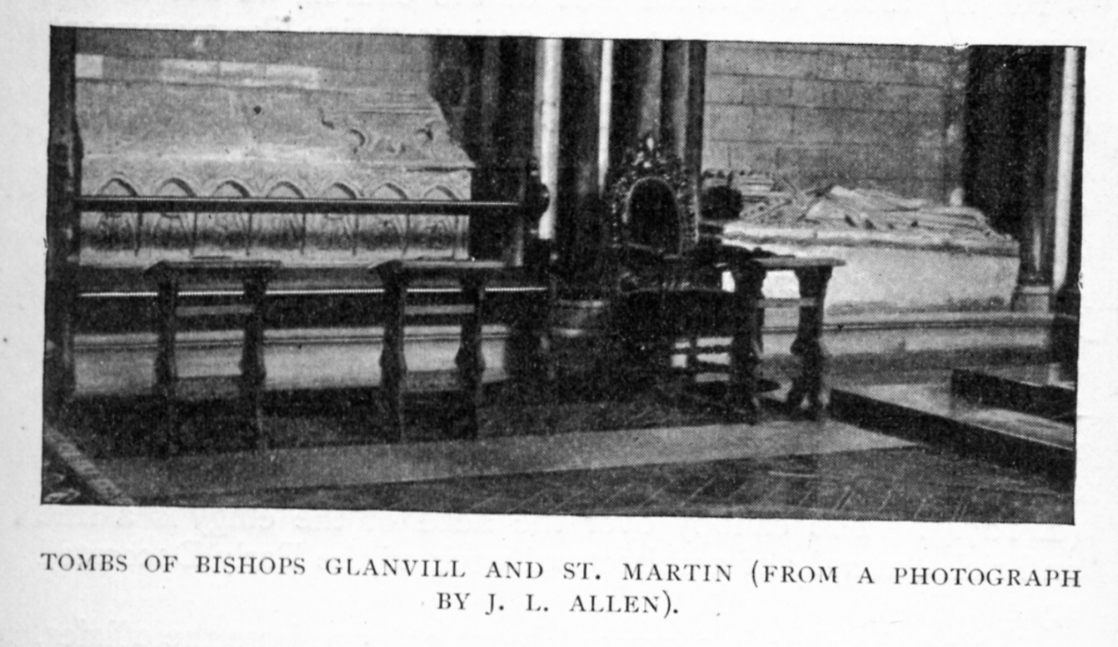 TOMBS OF BISHOPS GLANVILL AND ST. MARTIN (FROM A PHOTOGRAPH
BY J. L. ALLEN).